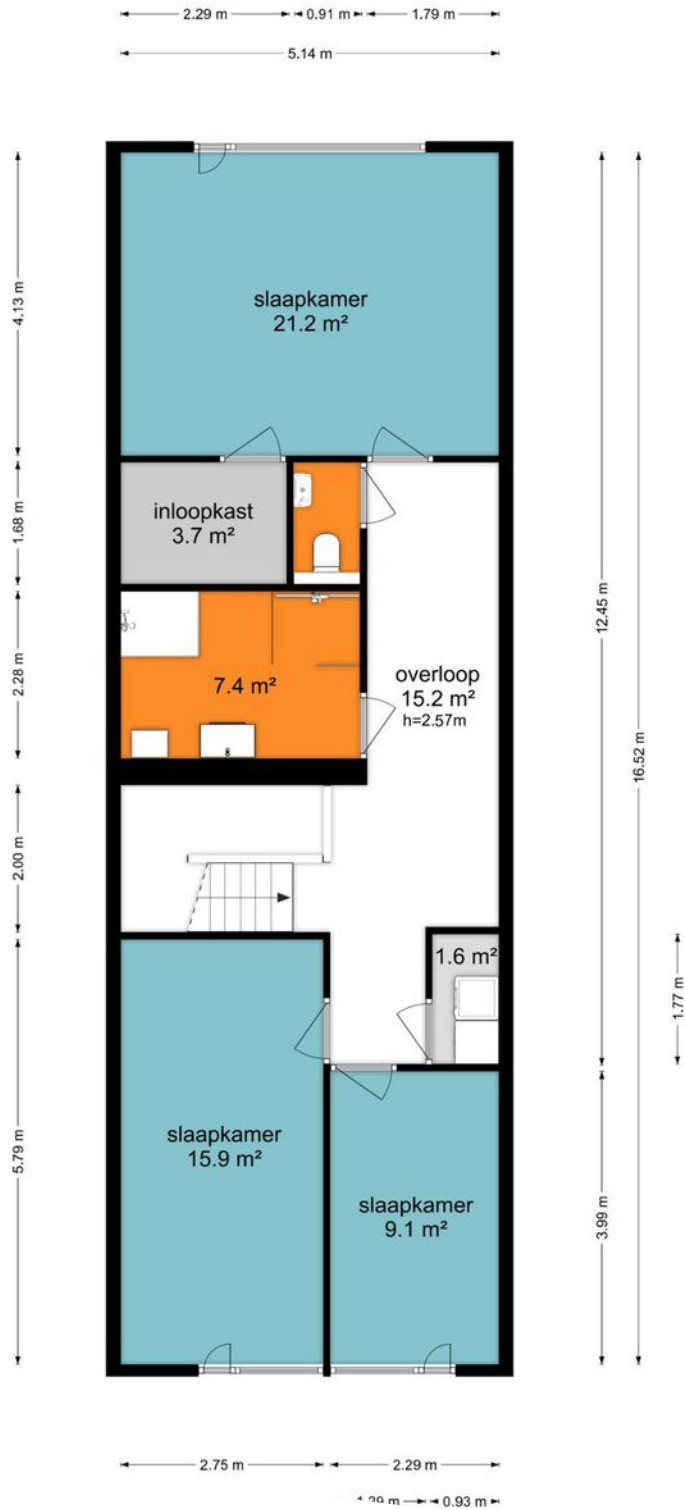 2.29 m
0.91 m
1.79 m
5.14 m
4.13 m
1.68 m
2.28 m
2.00 m
5.79 m
slaapkamer
21.2 m²
inloopkast
3.7 m²
7.4 m²
overloop
15.2 m²
h=2.57m
1.6 m²
slaapkamer
15.9 m²
slaapkamer
9.1 m²
12.45 m
3.99 m
16.52 m
1.77 m
2.75 m
2.29 m
1.29 m
0.93 m